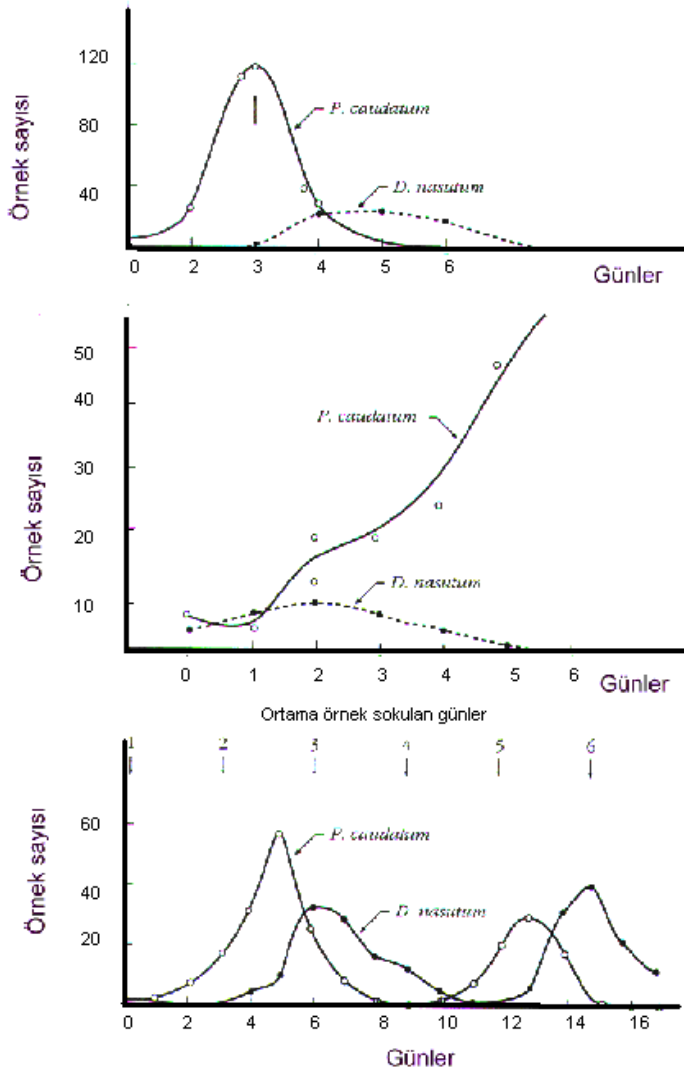 120
80
40
Örnek sayısı
P. caudatum
D. nasutum
0 2 3 4 5 6
Günler
50
40
30
20
10
Örnek sayısı
P. caudatum
D. nasutum
0 1 2 3 4 5 6
Günler
Ortama örnek sokulan günler
1 2 3 4 5 6
60
40
20
Örnek sayısı
P. caudatum
D. nasutum
0 2 4 6 8 10 12 14 16
Günler